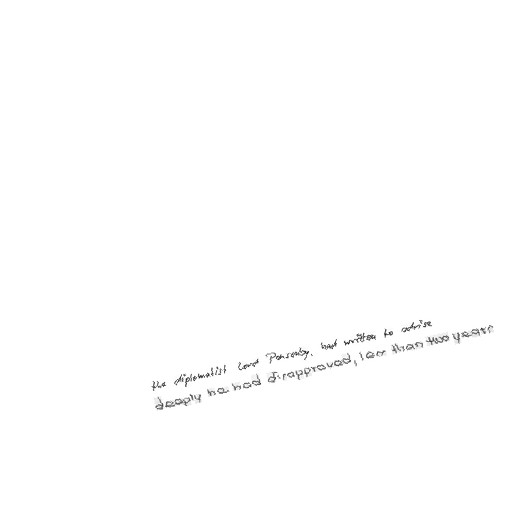 the diplomatist Lord Ponsonby, had written to advise
deeply he had disapproved, less than two years